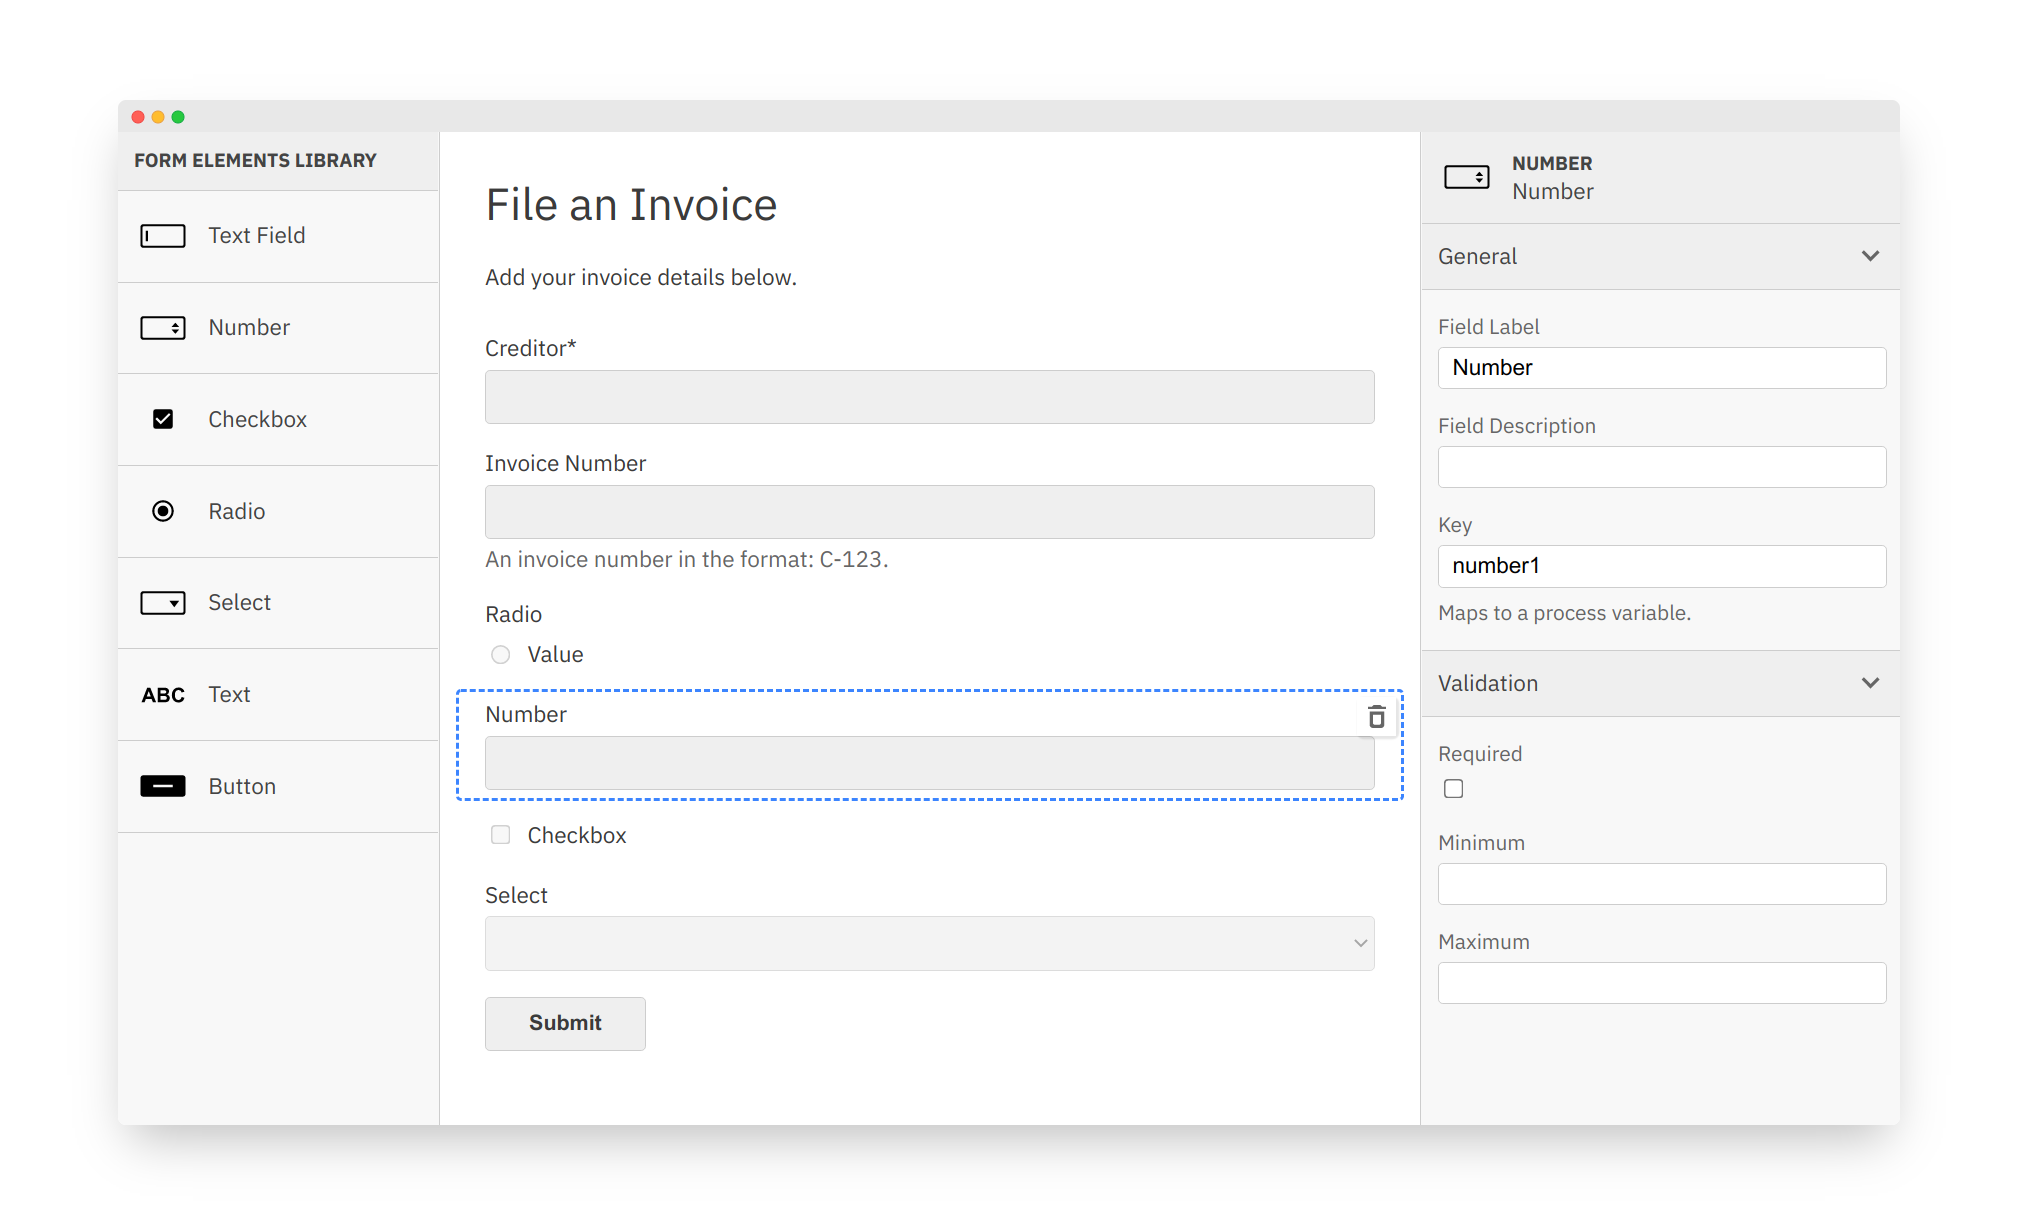 FORM ELEMENTS LIBRARY
Text Field
Number
Checkbox
Radio
Select
ABC Text
Button
File an Invoice
Add your invoice details below.
Creditor*
Invoice Number
An invoice number in the format: C-123.
Radio
Value
Number
Checkbox
Select
Submit
NUMBER
Number
General
Field Label
Number
Field Description
Key
number1
Maps to a process variable.
Validation
Required
Minimum
Maximum